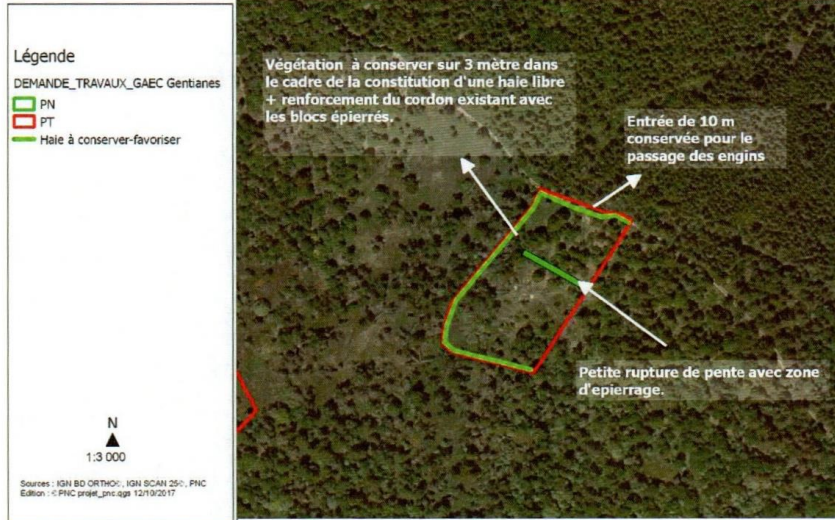 Légende
DEMANDE_TRAVAUX_GAEC Gentianes
PN
PT
Haie à conserver-favoriser
N
1:3 000
Sources : IGN BD ORTHO©, IGN SCAN 25©, PNC
Edition : © PNC projet_pnc.qgs 12/10/2017
Végétation à conserver sur 3 mètre dans
le cadre de la constitution d'une haie libre
+ renforcement du cordon existant avec
les blocs épierrés.
Entrée de 10 m
conservée pour le
passage des engins
Petite rupture de pente avec zone
d'epierrage.